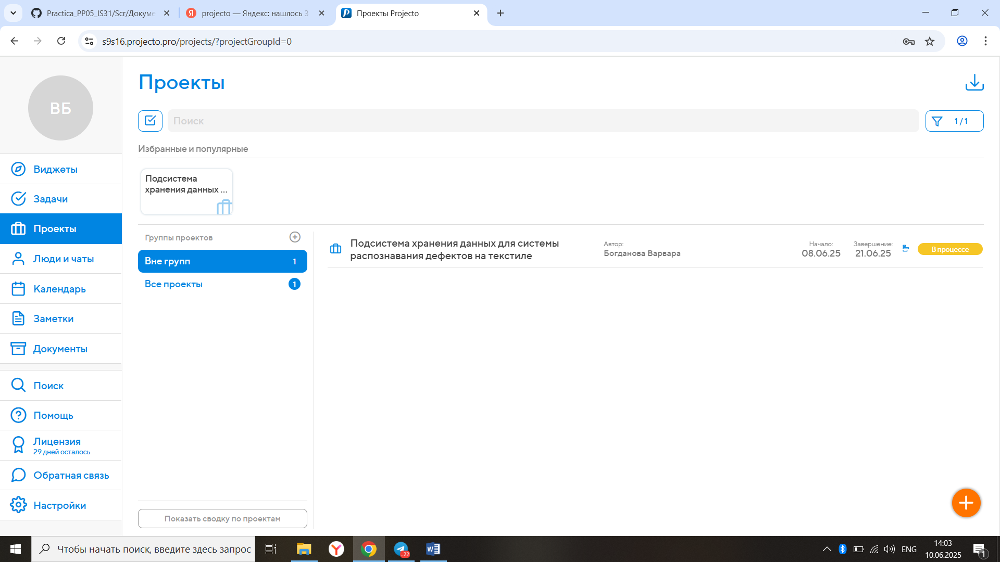 Practica_PP05_IS31/Scr/Докуме
projecto — Яндекс: нашлось 3
Проекты Projecto
s9s16.projecto.pro/projects/?projectGroupId=0
ВБ
Виджеты
Задачи
Проекты
Люди и чаты
Календарь
Заметки
Документы
Поиск
Помощь
Лицензия
29 дней осталось
Обратная связь
Настройки
Проекты
Поиск
1 / 1
Избранные и популярные
Подсистема
хранения данных ...
Группы проектов
Вне групп 1
Все проекты 1
Показать сводку по проектам
Подсистема хранения данных для системы
распознавания дефектов на текстиле
Автор:
Богданова Варвара
Начало:
08.06.25
Завершение:
21.06.25
В процессе
Чтобы начать поиск, введите здесь запрос
..22
ENG
14:03
10.06.2025
1